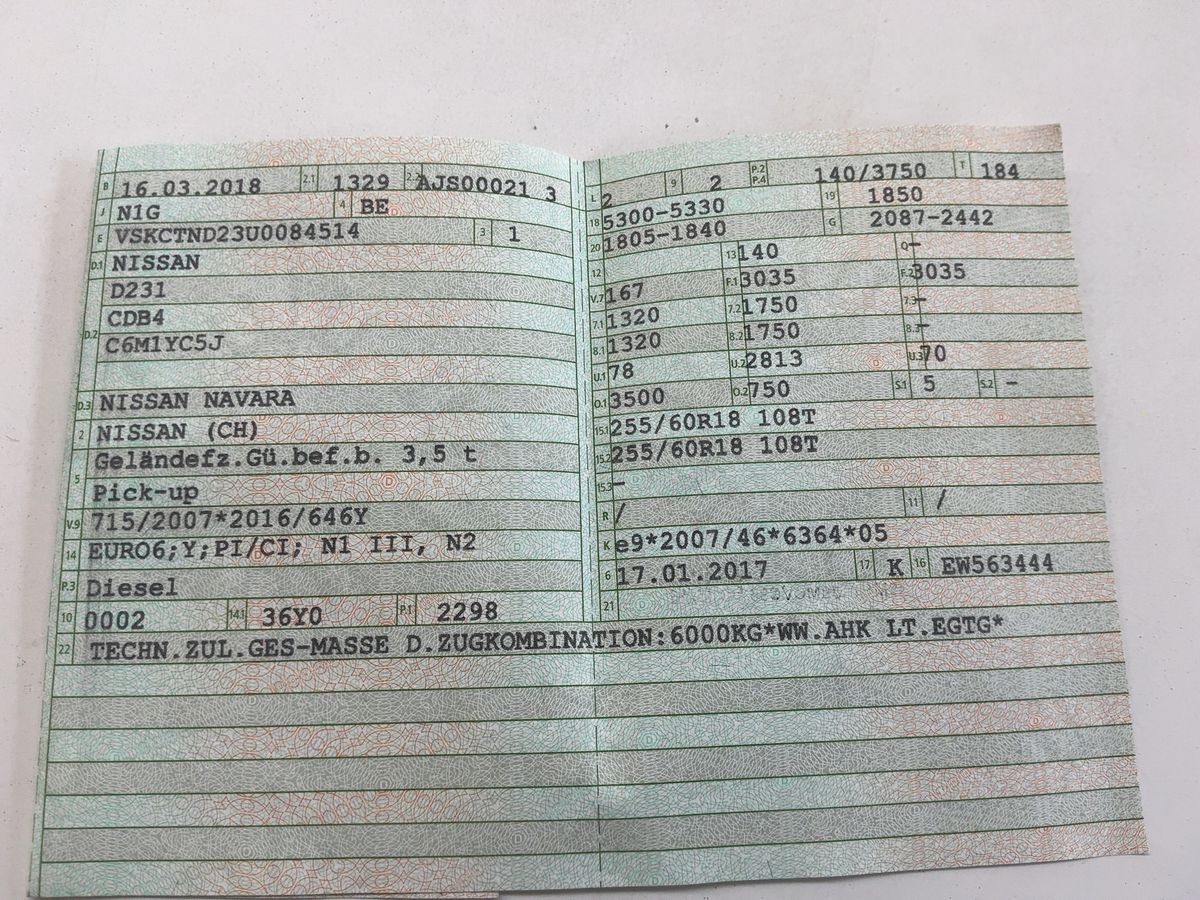 B 16.03.2018 2.1 1329 2.2 AJS00021 3
J N1G 4 BE
E VSKCTND23U0084514 3 1
D.1 NISSAN
D231
D.2 CDB4
C6M1YC5J
D.3 NISSAN NAVARA
2 NISSAN (CH)
5 Geländefz.Gü.bef.b. 3,5 t
Pick-up
V.9 715/2007*2016/646Y
14 EURO6;Y;PI/CI; N1 III, N2
P.3 Diesel
10 0002 14.1 36Y0 P.1 2298
L 2 9 2 P.2 P.4 140/3750 T 184
18 5300-5330 19 1850
20 1805-1840 G 2087-2442
12 13 140 Q –
V.7 167 F.1 3035 F.2 3035
7.1 1320 7.2 1750 7.3 –
8.1 1320 8.2 1750 8.3 –
U.1 78 U.2 2813 U.3 70
O.1 3500 O.2 750 S.1 5 S.2 –
15.1 255/60R18 108T
15.2 255/60R18 108T
15.3 –
R / 11 /
K e9*2007/46*6364*05
6 17.01.2017 17 K 16 EW563444
21
22 TECHN.ZUL.GES-MASSE D.ZUGKOMBINATION:6000KG*WW.AHK LT.EGTG*